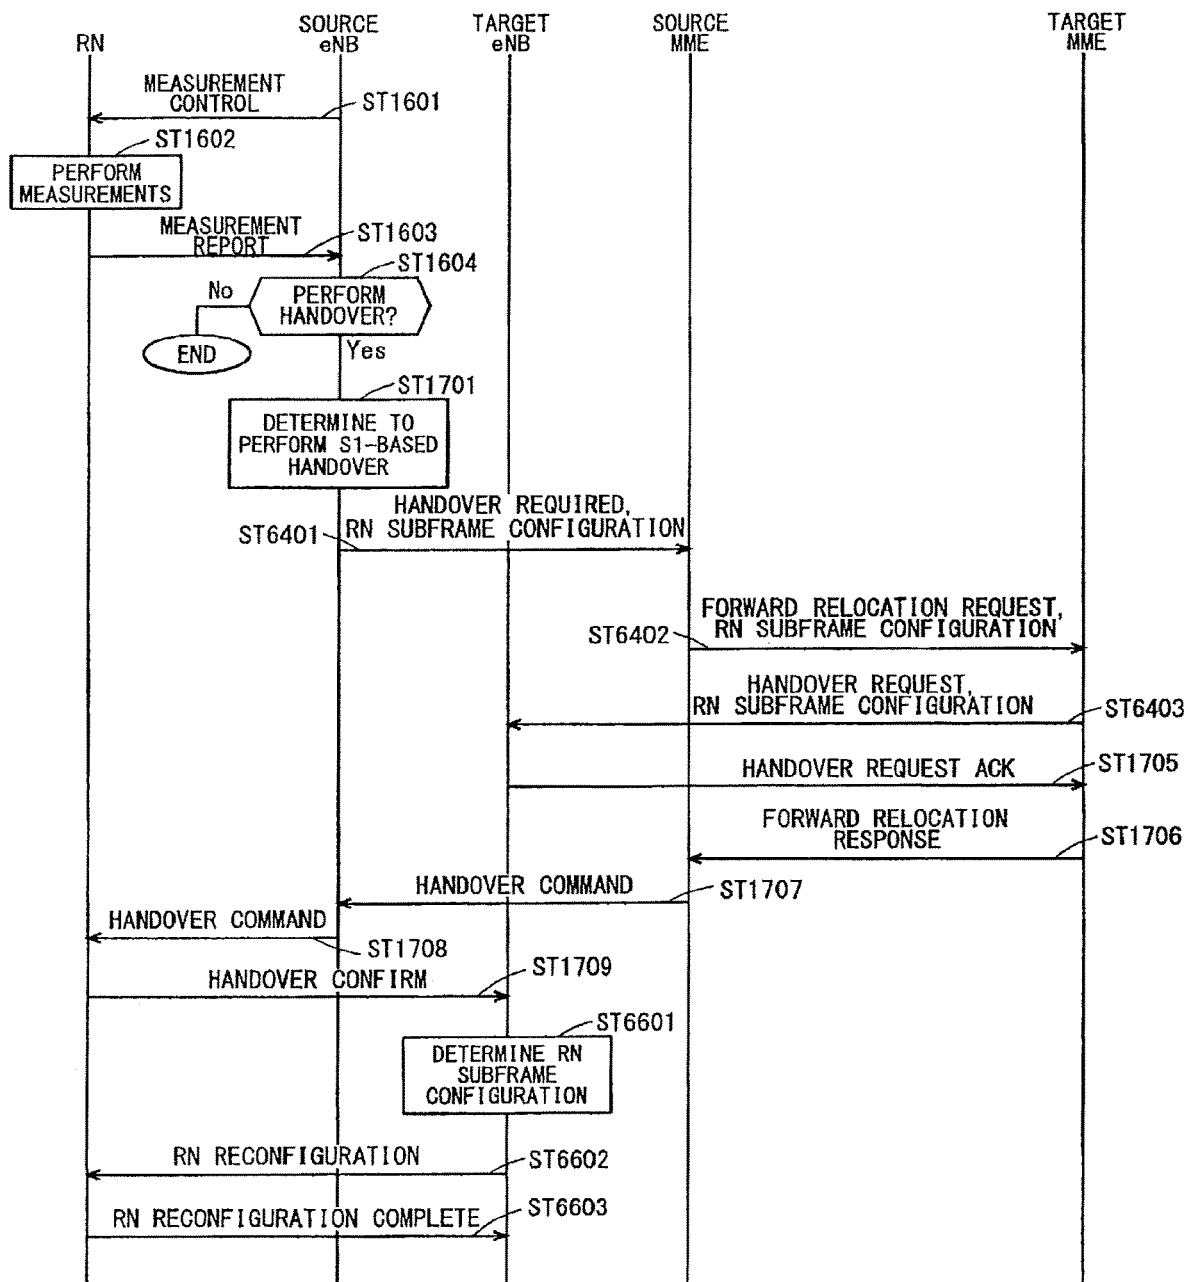 RN
SOURCE
eNB
TARGET
eNB
SOURCE
MME
TARGET
MME
MEASUREMENT
CONTROL
ST1601
ST1602
PERFORM
MEASUREMENTS
MEASUREMENT
REPORT
ST1603
ST1604
No
PERFORM
HANDOVER?
END
Yes
ST1701
DETERMINE TO
PERFORM S1-BASED
HANDOVER
HANDOVER REQUIRED,
RN SUBFRAME CONFIGURATION
ST6401
FORWARD RELOCATION REQUEST,
RN SUBFRAME CONFIGURATION
ST6402
HANDOVER REQUEST,
RN SUBFRAME CONFIGURATION
ST6403
HANDOVER REQUEST ACK
ST1705
FORWARD RELOCATION
RESPONSE
ST1706
HANDOVER COMMAND
ST1707
HANDOVER COMMAND
ST1708
HANDOVER CONFIRM
ST1709
ST6601
DETERMINE RN
SUBFRAME
CONFIGURATION
RN RECONFIGURATION
ST6602
RN RECONFIGURATION COMPLETE
ST6603